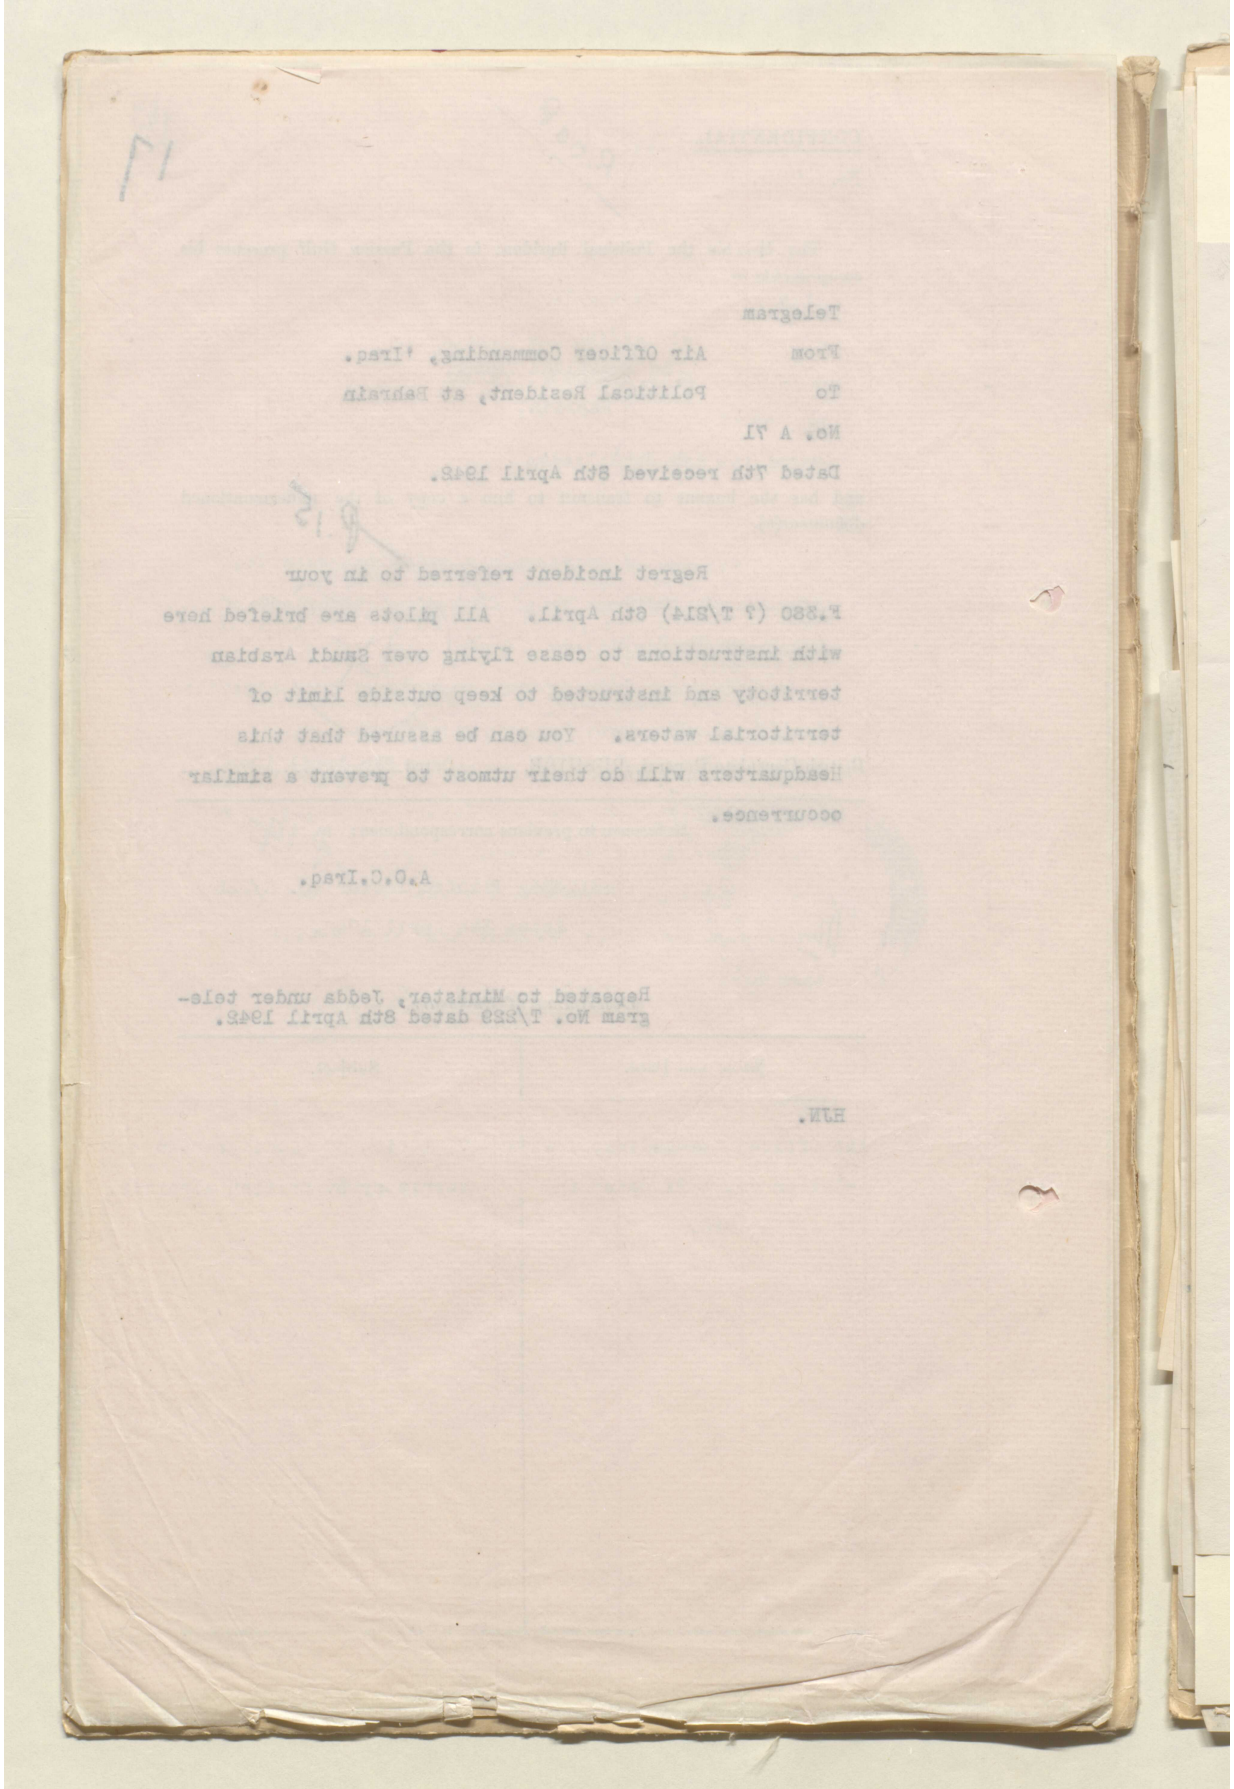 17
Telegram
From Air Officer Commanding, 'Iraq.
To Political Resident, at Bahrain
No. A 71
Dated 7th received 8th April 1942.
p. 15
Regret incident referred to in your
F.380 (? T/214) 6th April. All pilots are briefed here
with instructions to cease flying over Saudi Arabian
territoty and instructed to keep outside limit of
territorial waters. You can be assured that this
Headquarters will do their utmost to prevent a similar
occurrence.
A.O.C.Iraq.
Repeated to Minister, Jedda under tele-
gram No. T/229 dated 8th April 1942.
HJN.